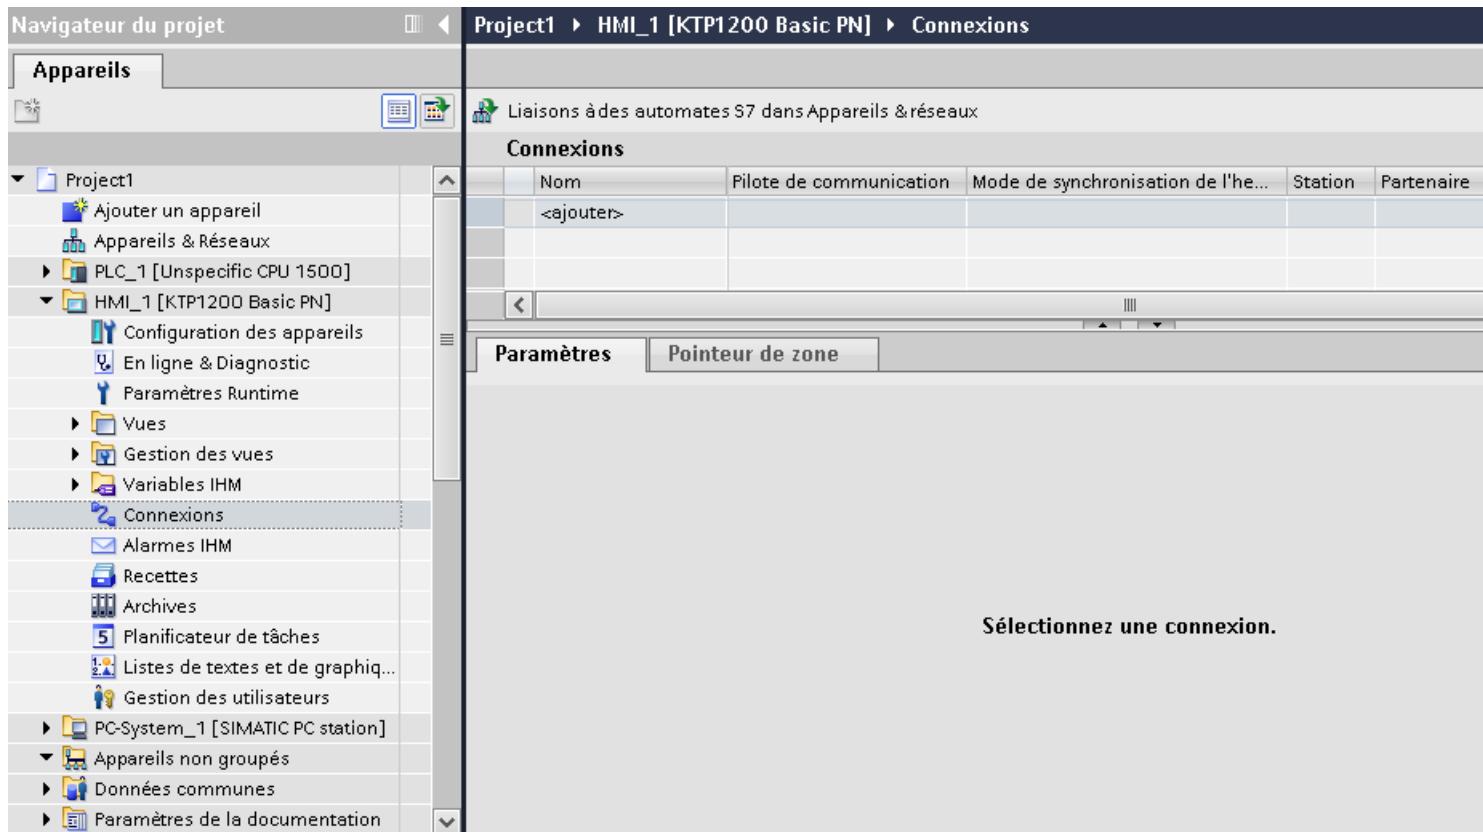 Navigateur du projet
Project1 HMI_1 [KTP1200 Basic PN] Connexions
Appareils
Liaisons à des automates S7 dans Appareils & réseaux
Connexions
Nom Pilote de communication Mode de synchronisation de l'he... Station Partenaire
<ajouter>
Project1
Ajouter un appareil
Appareils & Réseaux
PLC_1 [Unspecific CPU 1500]
HMI_1 [KTP1200 Basic PN]
Configuration des appareils
En ligne & Diagnostic
Paramètres Runtime
Vues
Gestion des vues
Variables IHM
Connexions
Alarmes IHM
Recettes
Archives
Planificateur de tâches
Listes de textes et de graphiq...
Gestion des utilisateurs
PC-System_1 [SIMATIC PC station]
Appareils non groupés
Données communes
Paramètres de la documentation
Paramètres Pointeur de zone
Sélectionnez une connexion.